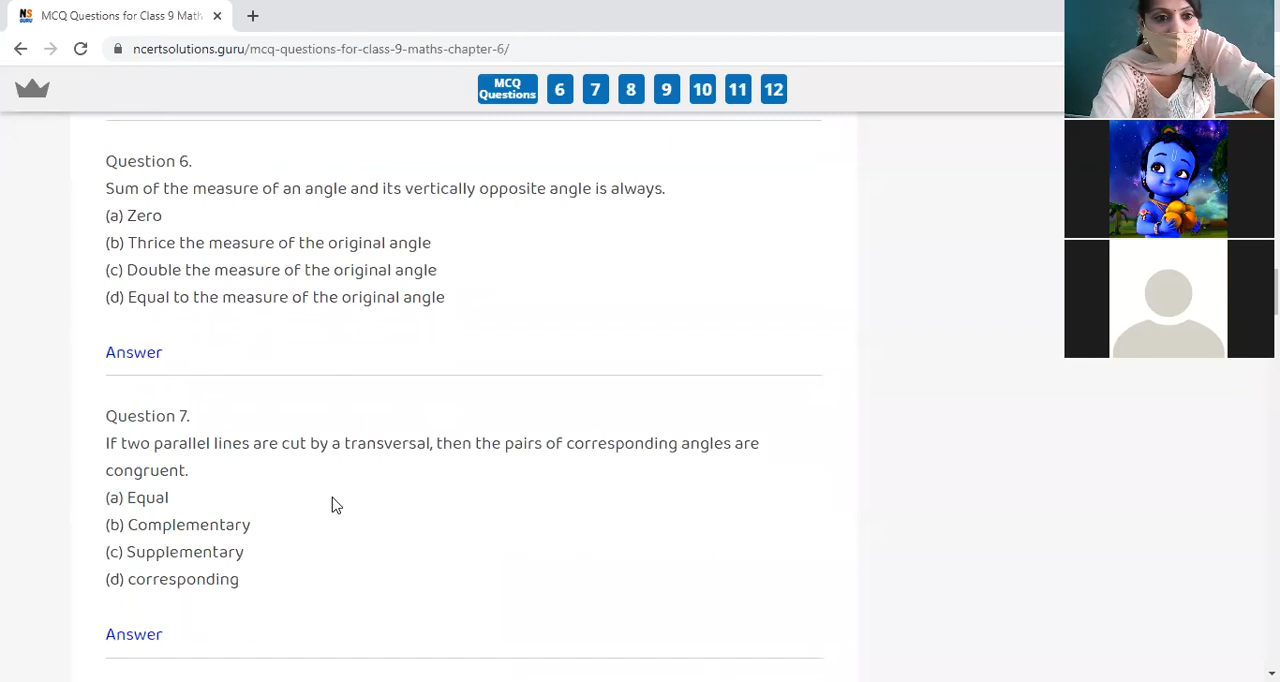 NS
GURU
MCQ Questions for Class 9 Math
ncertsolutions.guru/mcq-questions-for-class-9-maths-chapter-6/
MCQ
Questions
6
7
8
9
10
11
12
Question 6.
Sum of the measure of an angle and its vertically opposite angle is always.
(a) Zero
(b) Thrice the measure of the original angle
(c) Double the measure of the original angle
(d) Equal to the measure of the original angle
Answer
Question 7.
If two parallel lines are cut by a transversal, then the pairs of corresponding angles are
congruent.
(a) Equal
(b) Complementary
(c) Supplementary
(d) corresponding
Answer